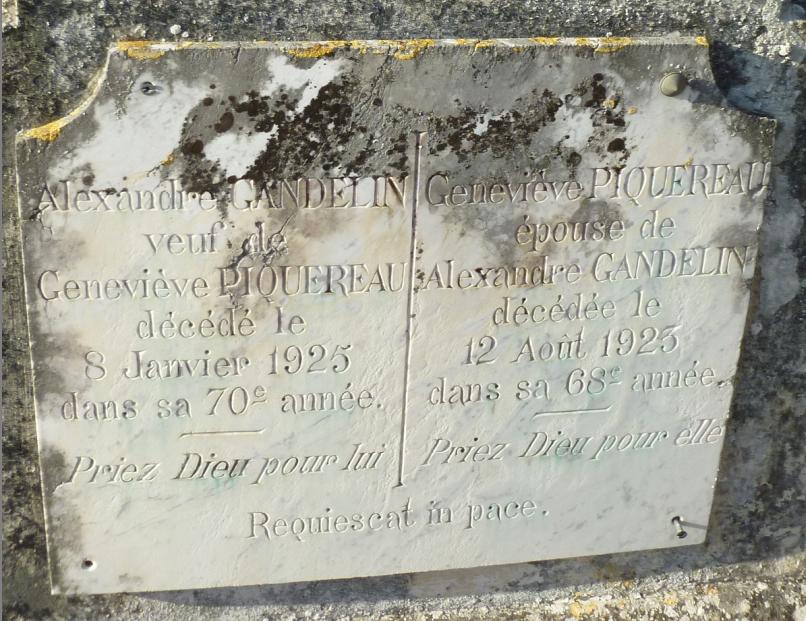 Alexandre GANDELIN
veuf de
Geneviève PIQUEREAU
décédé le
8 Janvier 1925
dans sa 70e année.
Priez Dieu pour lui
Geneviève PIQUEREAU
épouse de
Alexandre GANDELIN
décédée le
12 Août 1923
dans sa 68e année.
Priez Dieu pour elle
Requiescat in pace.